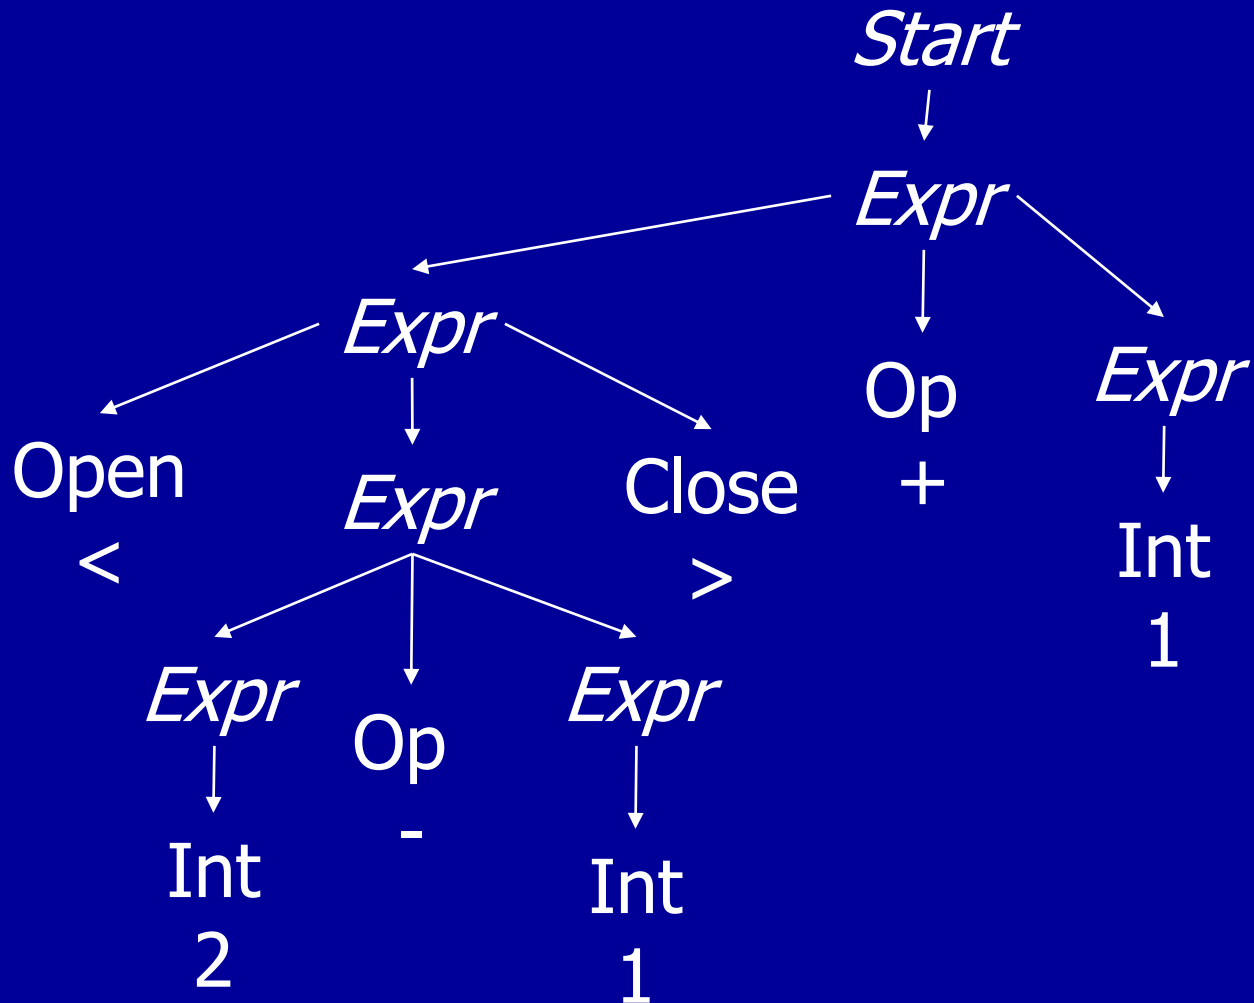 Start
Expr
Expr
Op
+
Expr
Open
<
Expr
Close
>
Int
1
Expr
Op
-
Expr
Int
2
Int
1